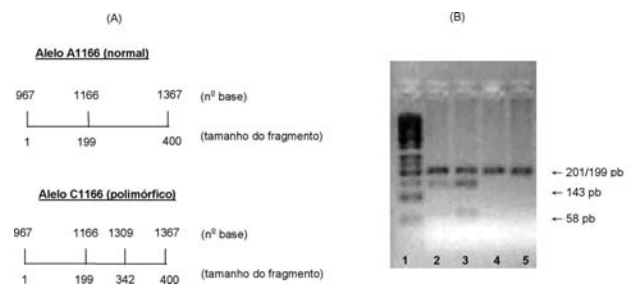 (A)
Alelo A1166 (normal)
967 1166 1367 (nº base)
1 199 400 (tamanho do fragmento)
Alelo C1166 (polimórfico)
967 1166 1309 1367 (nº base)
1 199 342 400 (tamanho do fragmento)
(B)
← 201/199 pb
← 143 pb
← 58 pb
1 2 3 4 5